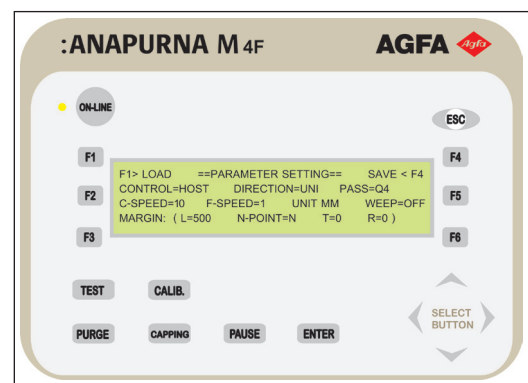 :ANAPURNA M 4F
AGFA Agfa
ON-LINE
ESC
F1
F4
F1> LOAD ==PARAMETER SETTING== SAVE < F4
CONTROL=HOST DIRECTION=UNI PASS=Q4
C-SPEED=10 F-SPEED=1 UNIT MM WEEP=OFF
MARGIN: ( L=500 N-POINT=N T=0 R=0 )
F2
F5
F3
F6
TEST
CALIB.
SELECT
BUTTON
PURGE
CAPPING
PAUSE
ENTER